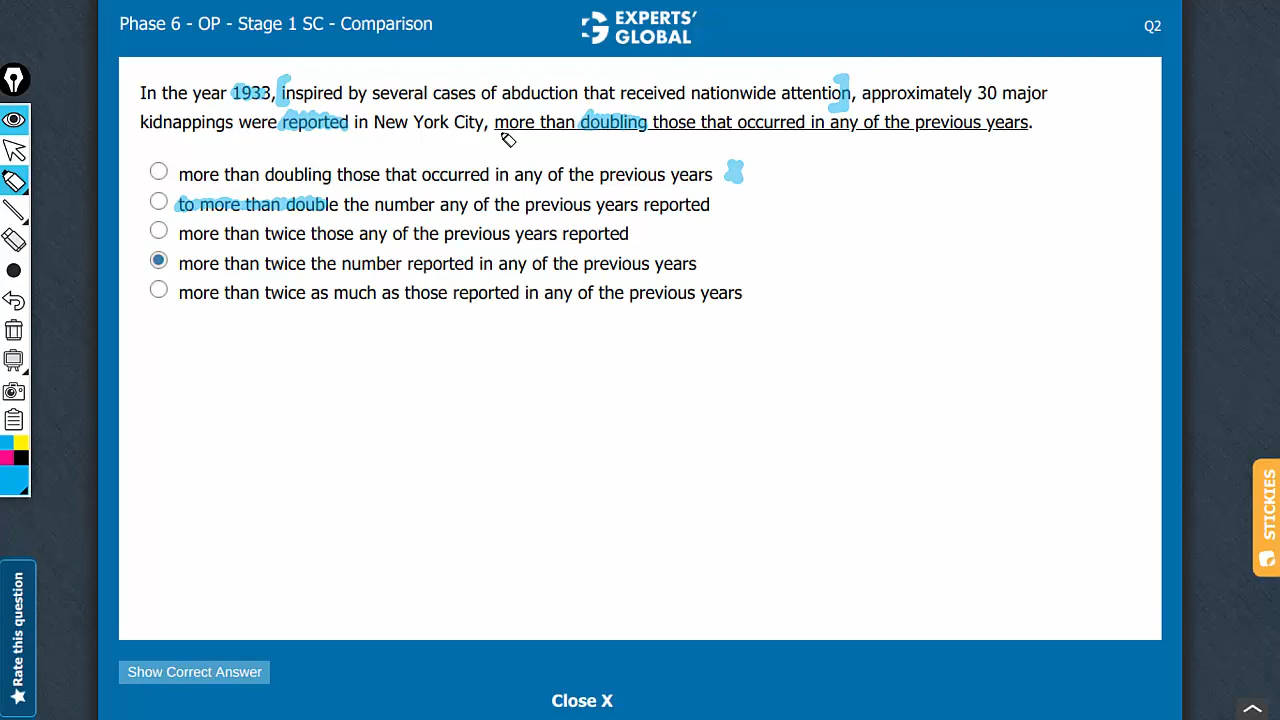 Phase 6 - OP - Stage 1 SC - Comparison
EXPERTS'
GLOBAL
Q2
In the year 1933, inspired by several cases of abduction that received nationwide attention, approximately 30 major
kidnappings were reported in New York City, more than doubling those that occurred in any of the previous years.
more than doubling those that occurred in any of the previous years
to more than double the number any of the previous years reported
more than twice those any of the previous years reported
more than twice the number reported in any of the previous years
more than twice as much as those reported in any of the previous years
STICKIES
Rate this question
Show Correct Answer
Close X